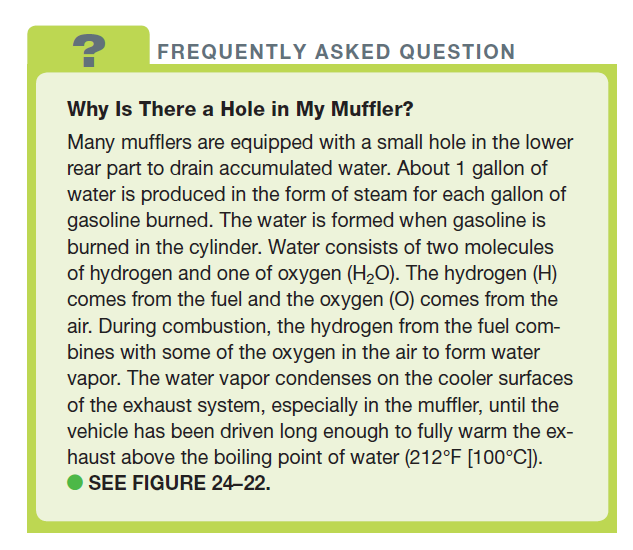 ?
FREQUENTLY ASKED QUESTION
Why Is There a Hole in My Muffler?
Many mufflers are equipped with a small hole in the lower
rear part to drain accumulated water. About 1 gallon of
water is produced in the form of steam for each gallon of
gasoline burned. The water is formed when gasoline is
burned in the cylinder. Water consists of two molecules
of hydrogen and one of oxygen (H₂O). The hydrogen (H)
comes from the fuel and the oxygen (O) comes from the
air. During combustion, the hydrogen from the fuel com-
bines with some of the oxygen in the air to form water
vapor. The water vapor condenses on the cooler surfaces
of the exhaust system, especially in the muffler, until the
vehicle has been driven long enough to fully warm the ex-
haust above the boiling point of water (212°F [100°C]).
● SEE FIGURE 24–22.